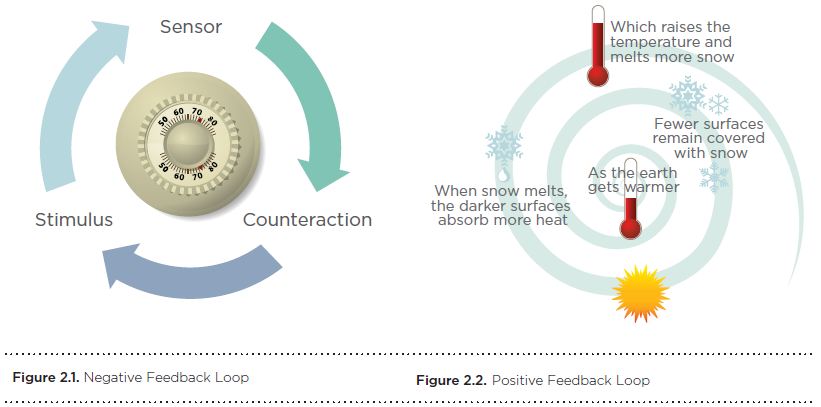 Sensor
Stimulus
Counteraction
50 60 70 80
50 60 70 80
Which raises the
temperature and
melts more snow
Fewer surfaces
remain covered
with snow
As the earth
gets warmer
When snow melts,
the darker surfaces
absorb more heat
Figure 2.1. Negative Feedback Loop
Figure 2.2. Positive Feedback Loop